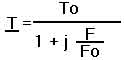 T = To / (1 + j F / Fo)